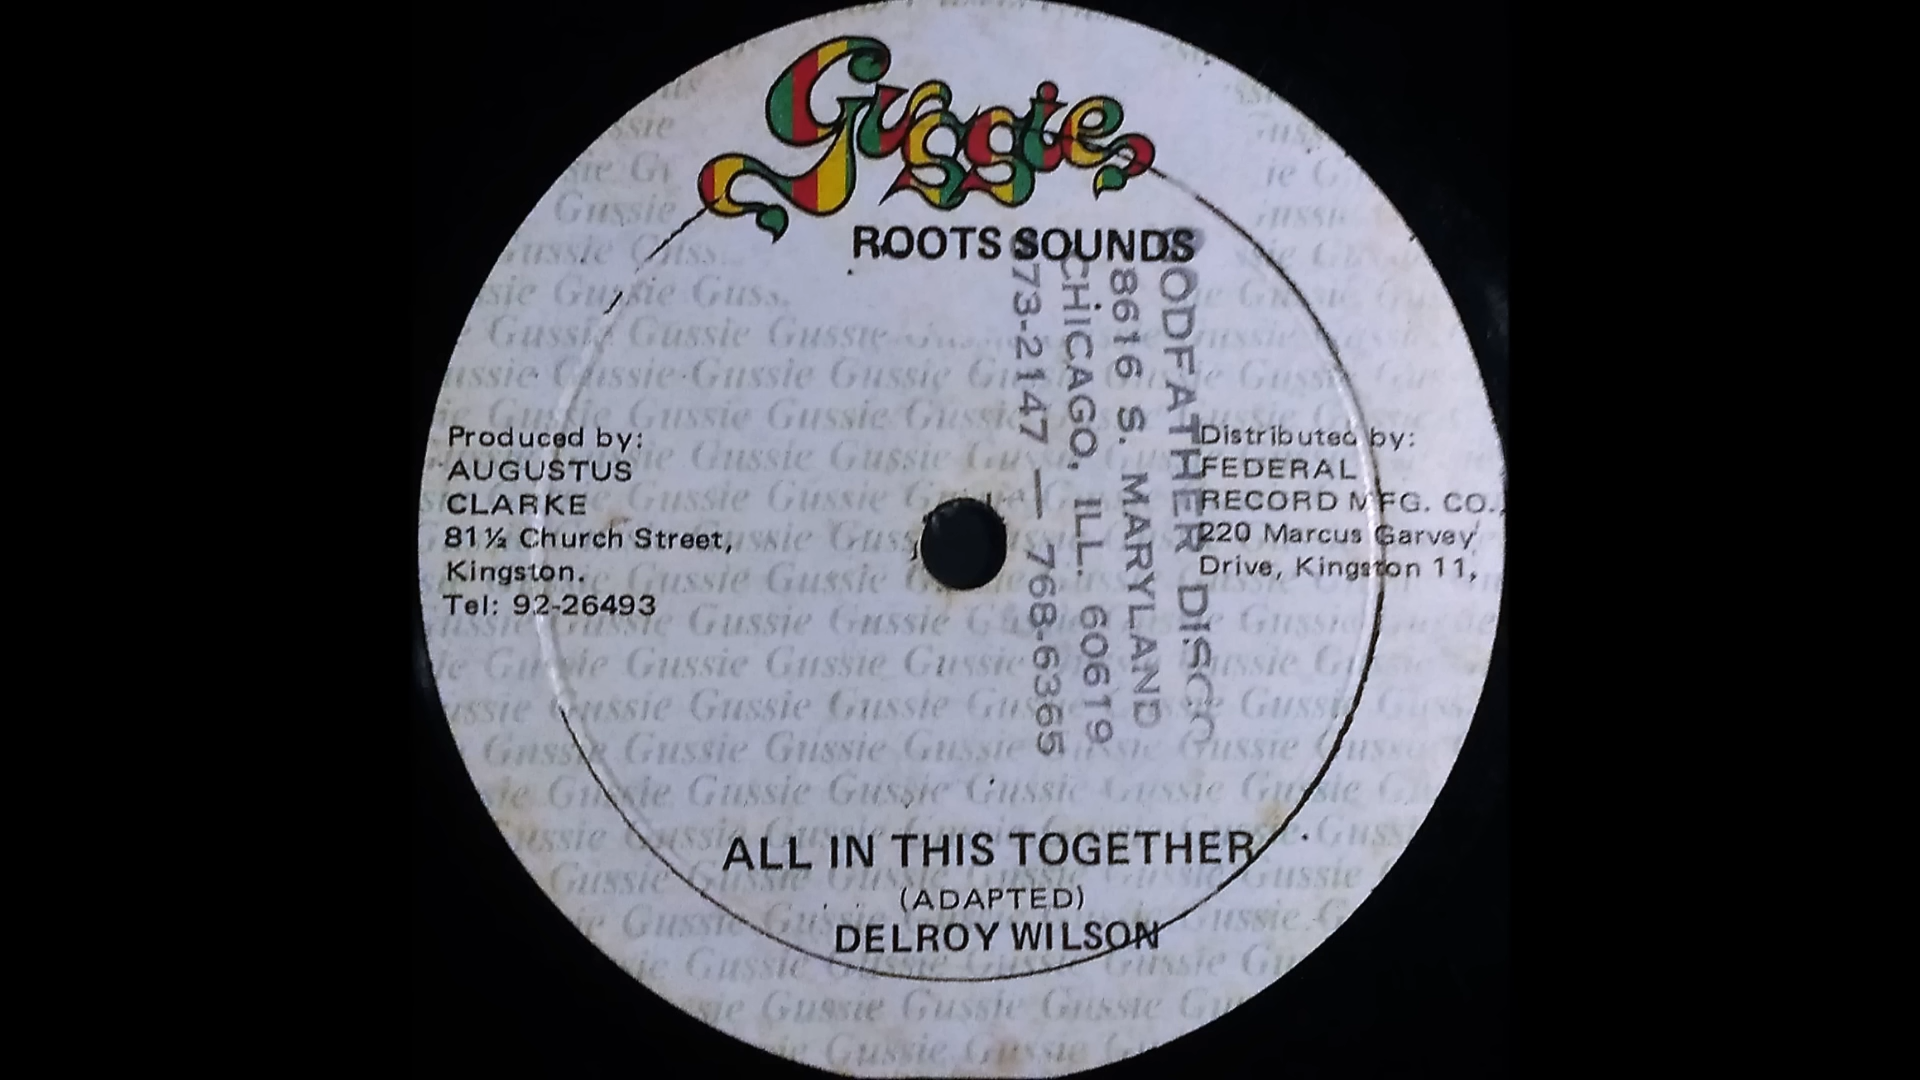 Gussie
ROOTS SOUNDS
Produced by:
AUGUSTUS
CLARKE
81½ Church Street,
Kingston.
Tel: 92-26493
Distributed by:
FEDERAL
RECORD MFG. CO.,
220 Marcus Garvey
Drive, Kingston 11,
GODFATHER DISCO
8616 S. MARYLAND
CHICAGO, ILL. 60619
873-2147 — 768-6365
ALL IN THIS TOGETHER
(ADAPTED)
DELROY WILSON